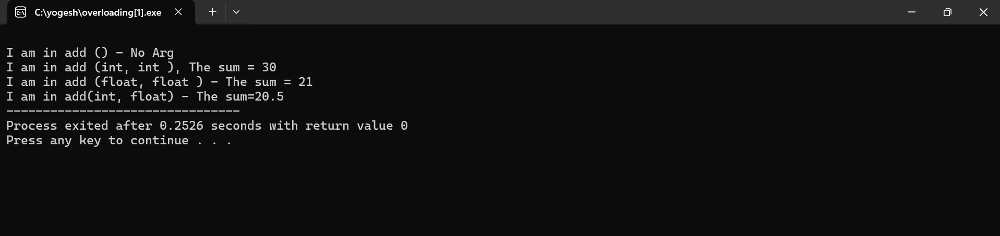 C:\yogesh\overloading[1].exe
I am in add () - No Arg
I am in add (int, int ), The sum = 30
I am in add (float, float ) - The sum = 21
I am in add(int, float) - The sum=20.5
--------------------------------
Process exited after 0.2526 seconds with return value 0
Press any key to continue . . .